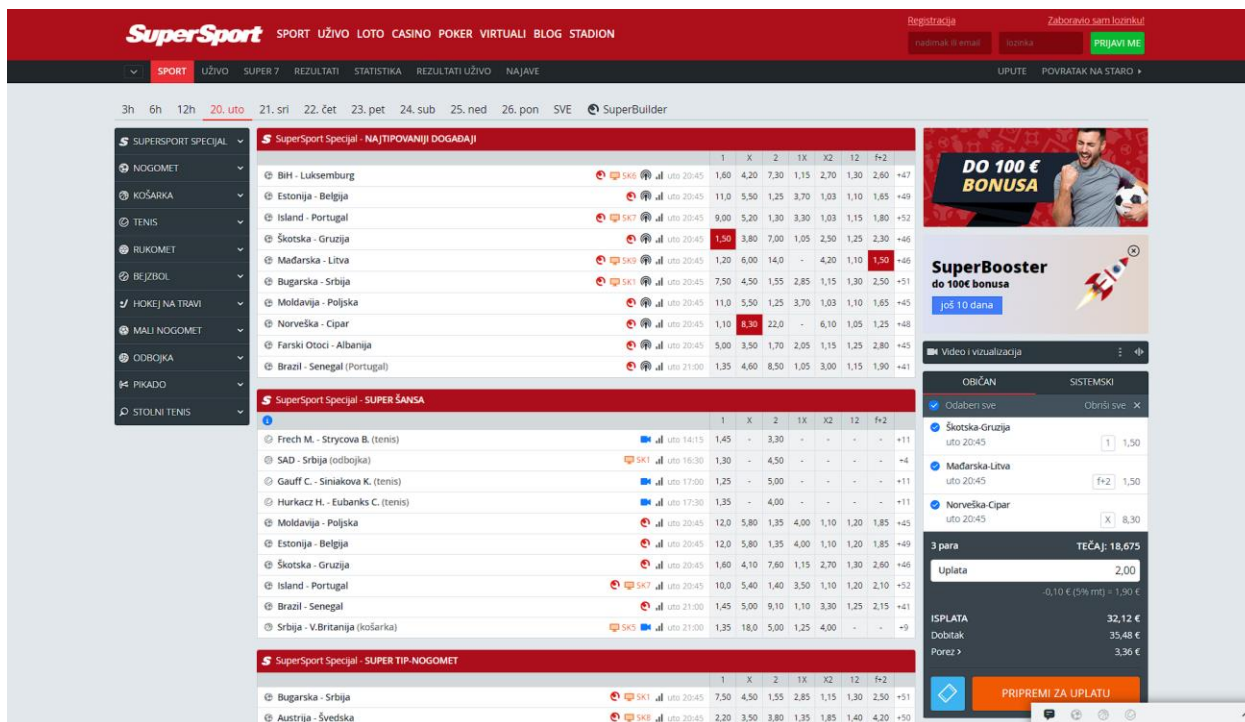 Registracija Zaboravio sam lozinku!
SuperSport SPORT UŽIVO LOTO CASINO POKER VIRTUALI BLOG STADION
nadimak ili email lozinka PRIJAVI ME
SPORT UŽIVO SUPER 7 REZULTATI STATISTIKA REZULTATI UŽIVO NAJAVE UPUTE POVRATAK NA STARO
3h 6h 12h 20. uto 21. sri 22. čet 23. pet 24. sub 25. ned 26. pon SVE SuperBuilder
SUPERSPORT SPECIJAL
NOGOMET
KOŠARKA
TENIS
RUKOMET
BEJZBOL
HOKEJ NA TRAVI
MALI NOGOMET
ODBOJKA
PIKADO
STOLNI TENIS
SuperSport Specijal - NAJTIPOVANIJI DOGAĐAJI
1 X 2 1X X2 12 f+2
BiH - Luksemburg SK6 uto 20:45 1,60 4,20 7,30 1,15 2,70 1,30 2,60 +47
Estonija - Belgija uto 20:45 11,0 5,50 1,25 3,70 1,03 1,10 1,65 +49
Island - Portugal SK7 uto 20:45 9,00 5,20 1,30 3,30 1,03 1,15 1,80 +52
Škotska - Gruzija uto 20:45 1,50 3,80 7,00 1,05 2,50 1,25 2,30 +46
Mađarska - Litva SK9 uto 20:45 1,20 6,00 14,0 - 4,20 1,10 1,50 +46
Bugarska - Srbija SK1 uto 20:45 7,50 4,50 1,55 2,85 1,15 1,30 2,50 +51
Moldavija - Poljska uto 20:45 11,0 5,50 1,25 3,70 1,03 1,10 1,65 +45
Norveška - Cipar uto 20:45 1,10 8,30 22,0 - 6,10 1,05 1,25 +48
Farski Otoci - Albanija uto 20:45 5,00 3,50 1,70 2,05 1,15 1,25 2,80 +45
Brazil - Senegal (Portugal) uto 21:00 1,35 4,60 8,50 1,05 3,00 1,15 1,90 +41
SuperSport Specijal - SUPER ŠANSA
1 X 2 1X X2 12 f+2
Frech M. - Strycova B. (tenis) uto 14:15 1,45 - 3,30 - - - - +11
SAD - Srbija (odbojka) SK1 uto 16:30 1,30 - 4,50 - - - - +4
Gauff C. - Siniakova K. (tenis) uto 17:00 1,25 - 5,00 - - - - +11
Hurkacz H. - Eubanks C. (tenis) uto 17:30 1,35 - 4,00 - - - - +11
Moldavija - Poljska uto 20:45 12,0 5,80 1,35 4,00 1,10 1,20 1,85 +45
Estonija - Belgija uto 20:45 12,0 5,80 1,35 4,00 1,10 1,20 1,85 +49
Škotska - Gruzija uto 20:45 1,60 4,10 7,60 1,15 2,70 1,30 2,60 +46
Island - Portugal SK7 uto 20:45 10,0 5,40 1,40 3,50 1,10 1,20 2,10 +52
Brazil - Senegal uto 21:00 1,45 5,00 9,10 1,10 3,30 1,25 2,15 +41
Srbija - V.Britanija (košarka) SK5 uto 21:00 1,35 18,0 5,00 1,25 4,00 - - +9
SuperSport Specijal - SUPER TIP-NOGOMET
1 X 2 1X X2 12 f+2
Bugarska - Srbija SK1 uto 20:45 7,50 4,50 1,55 2,85 1,15 1,30 2,50 +51
Austrija - Švedska SK8 uto 20:45 2,20 3,50 3,80 1,35 1,85 1,40 4,20 +50
DO 100 €
BONUSA
SuperBooster
do 100€ bonusa
još 10 dana
Video i vizualizacija
OBIČAN SISTEMSKI
Odaberi sve Obriši sve
Škotska-Gruzija
uto 20:45 1 1,50
Mađarska-Litva
uto 20:45 f+2 1,50
Norveška-Cipar
uto 20:45 X 8,30
3 para TEČAJ: 18,675
Uplata 2,00
-0,10 € (5% mt) = 1,90 €
ISPLATA 32,12 €
Dobitak 35,48 €
Porez > 3,36 €
PRIPREMI ZA UPLATU